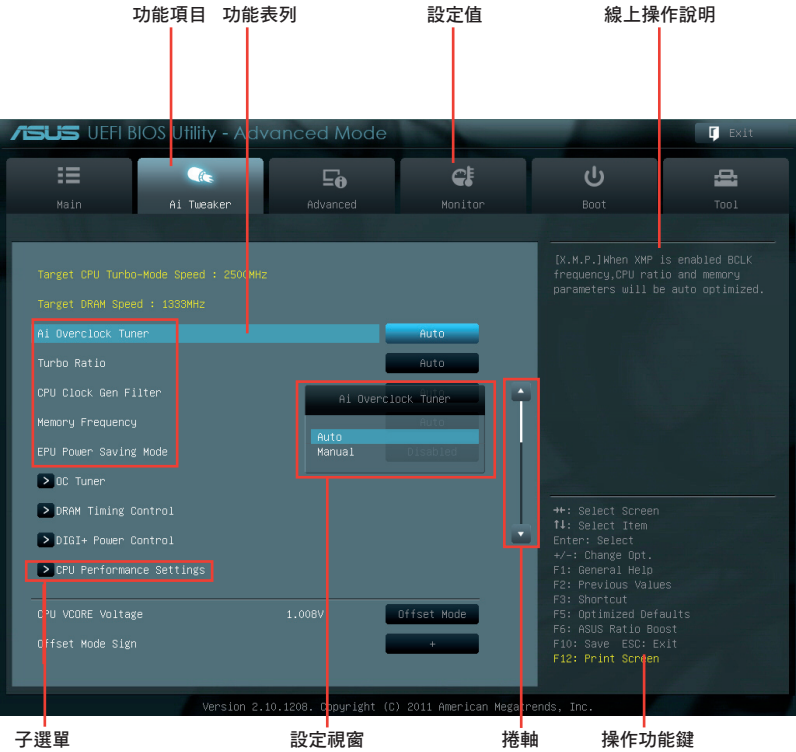 功能項目 功能表列 設定值 線上操作說明
ASUS UEFI BIOS Utility - Advanced Mode Exit
Main Ai Tweaker Advanced Monitor Boot Tool
Target CPU Turbo-Mode Speed : 2500MHz
Target DRAM Speed : 1333MHz
Ai Overclock Tuner Auto
Turbo Ratio Auto
CPU Clock Gen Filter Auto
Memory Frequency Auto
EPU Power Saving Mode Disabled
Ai Overclock Tuner
Auto
Manual
> OC Tuner
> DRAM Timing Control
> DIGI+ Power Control
> CPU Performance Settings
CPU VCORE Voltage 1.008V Offset Mode
Offset Mode Sign +
[X.M.P.]When XMP is enabled BCLK
frequency,CPU ratio and memory
parameters will be auto optimized.
→←: Select Screen
↑↓: Select Item
Enter: Select
+/-: Change Opt.
F1: General Help
F2: Previous Values
F3: Shortcut
F5: Optimized Defaults
F6: ASUS Ratio Boost
F10: Save ESC: Exit
F12: Print Screen
Version 2.10.1208. Copyright (C) 2011 American Megatrends, Inc.
子選單 設定視窗 捲軸 操作功能鍵